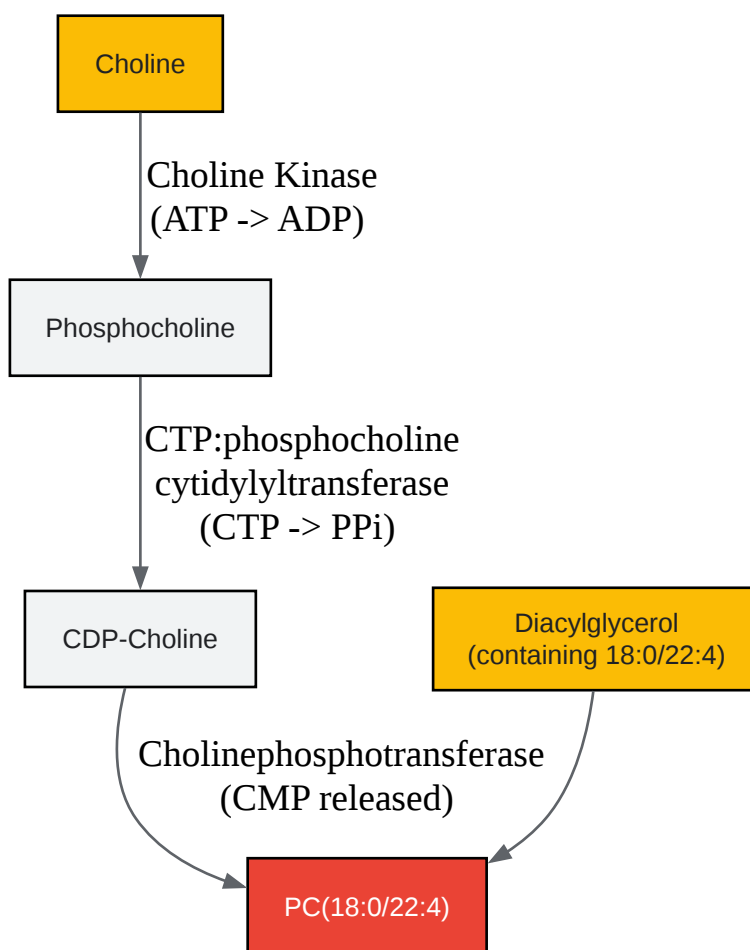 Choline
Choline Kinase
(ATP -> ADP)
Phosphocholine
CTP:phosphocholine
cytidylyltransferase
(CTP -> PPi)
CDP-Choline
Diacylglycerol
(containing 18:0/22:4)
Cholinephosphotransferase
(CMP released)
PC(18:0/22:4)